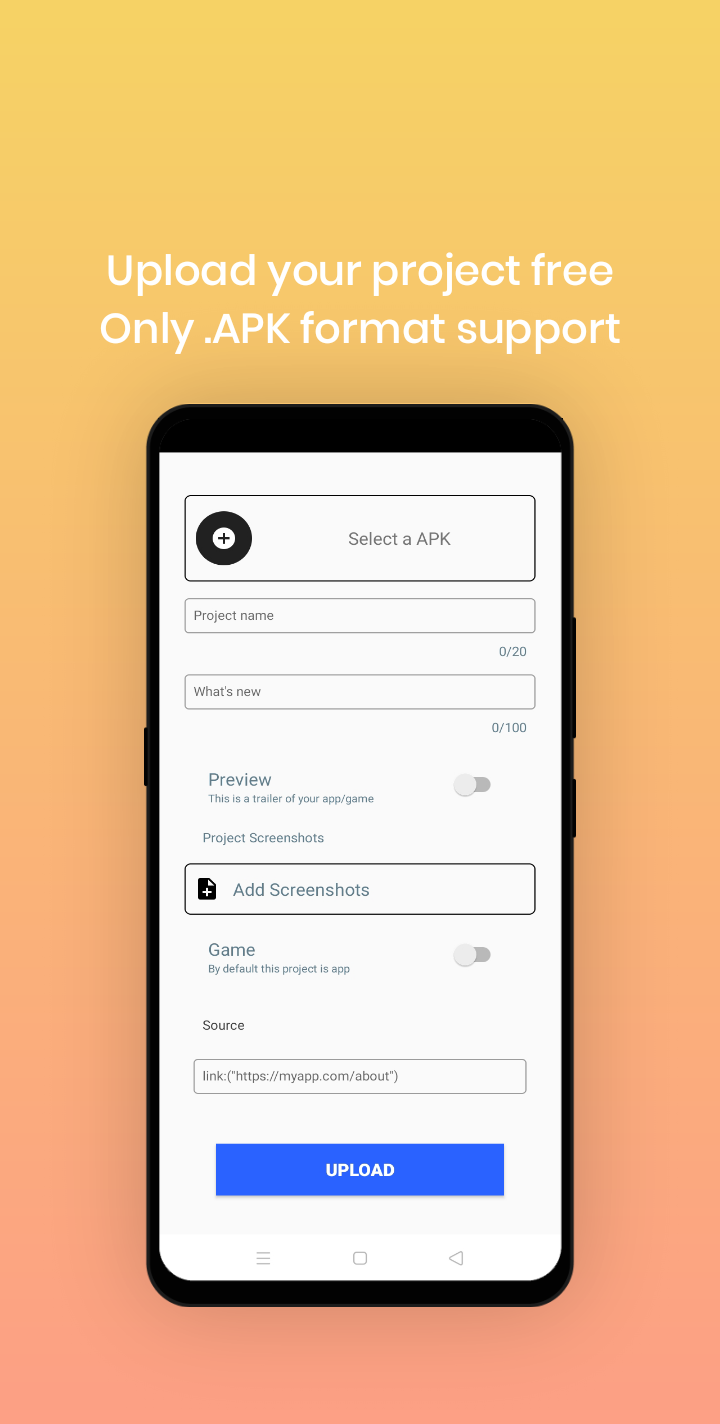 Upload your project free
Only .APK format support
Select a APK
Project name
0/20
What's new
0/100
Preview
This is a trailer of your app/game
Project Screenshots
Add Screenshots
Game
By default this project is app
Source
link:("https://myapp.com/about")
UPLOAD